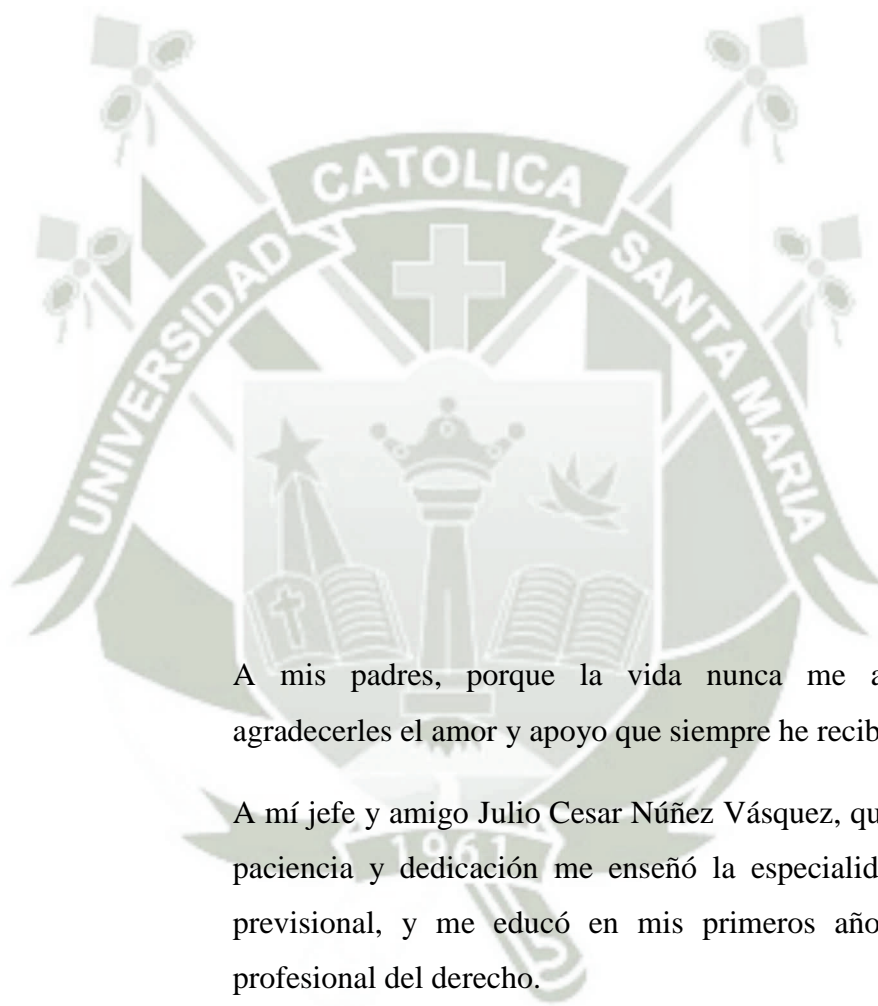 UNIVERSIDAD CATOLICA SANTA MARIA
A mis padres, porque la vida nunca me a
agradecerles el amor y apoyo que siempre he recib
A mí jefe y amigo Julio Cesar Núñez Vásquez, qu
paciencia y dedicación me enseñó la especialid
previsional, y me educó en mis primeros año
profesional del derecho.
1961